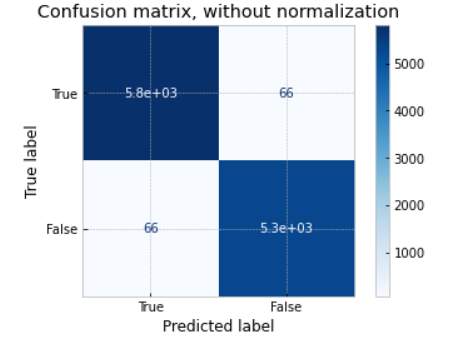 Confusion matrix, without normalization
True
5.8e+03
66
5000
4000
3000
2000
1000
True label
False
66
5.3e+03
True
False
Predicted label